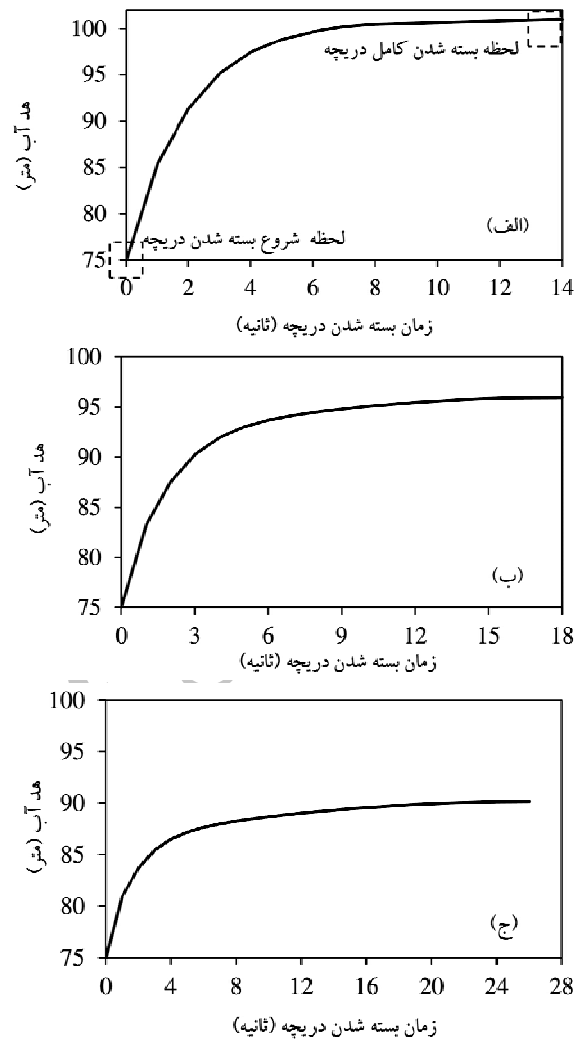 100
95
90
85
80
75
هد آب (متر)
لحظه بسته شدن کامل دریچه
(الف)
لحظه شروع بسته شدن دریچه
0 2 4 6 8 10 12 14
زمان بسته شدن دریچه (ثانیه)
100
95
90
85
80
75
هد آب (متر)
(ب)
0 3 6 9 12 15 18
زمان بسته شدن دریچه (ثانیه)
100
95
90
85
80
75
هد آب (متر)
(ج)
0 4 8 12 16 20 24 28
زمان بسته شدن دریچه (ثانیه)